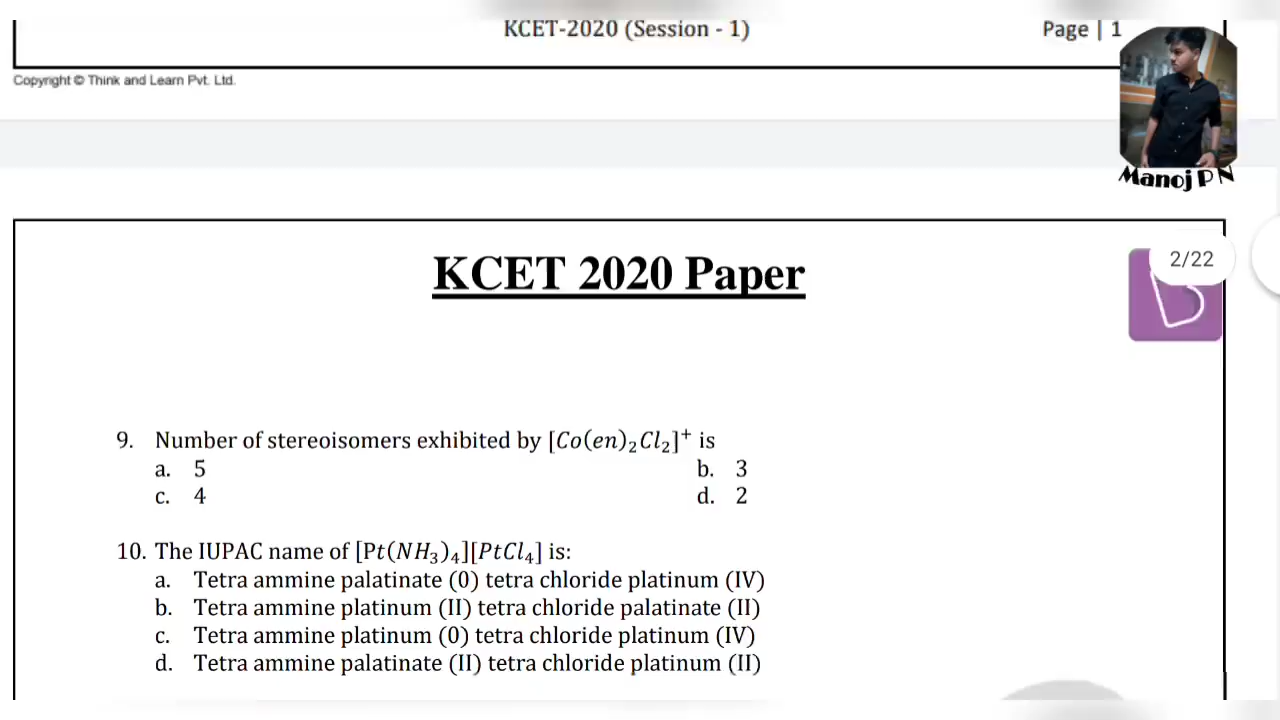 KCET-2020 (Session - 1) Page | 1
Copyright © Think and Learn Pvt. Ltd.
Manoj P N
KCET 2020 Paper
2/22
9. Number of stereoisomers exhibited by [Co(en)₂Cl₂]⁺ is
a. 5 b. 3
c. 4 d. 2
10. The IUPAC name of [Pt(NH₃)₄][PtCl₄] is:
a. Tetra ammine palatinate (0) tetra chloride platinum (IV)
b. Tetra ammine platinum (II) tetra chloride palatinate (II)
c. Tetra ammine platinum (0) tetra chloride platinum (IV)
d. Tetra ammine palatinate (II) tetra chloride platinum (II)